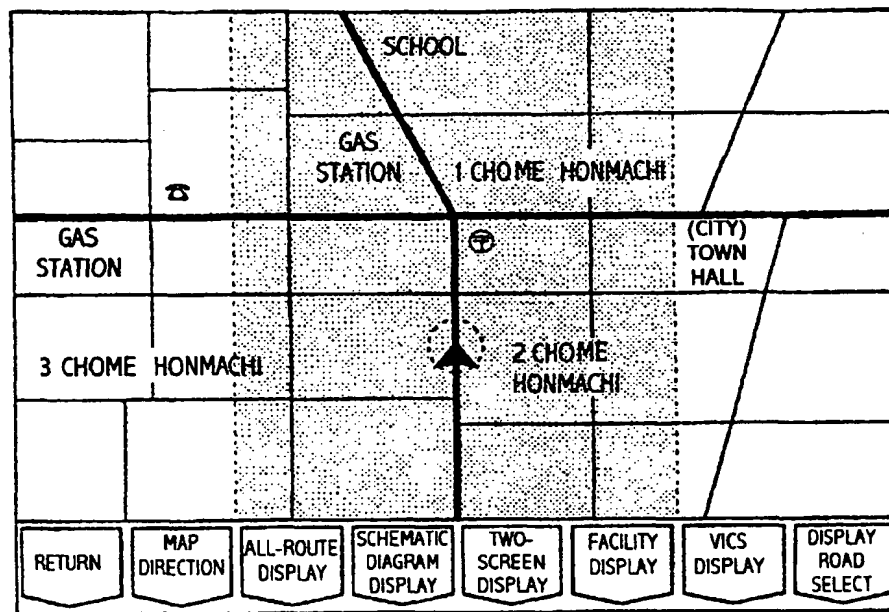 SCHOOL
GAS
STATION
1 CHOME HONMACHI
GAS
STATION
(CITY)
TOWN
HALL
3 CHOME HONMACHI
2 CHOME
HONMACHI
RETURN
MAP
DIRECTION
ALL-ROUTE
DISPLAY
SCHEMATIC
DIAGRAM
DISPLAY
TWO-
SCREEN
DISPLAY
FACILITY
DISPLAY
VICS
DISPLAY
DISPLAY
ROAD
SELECT